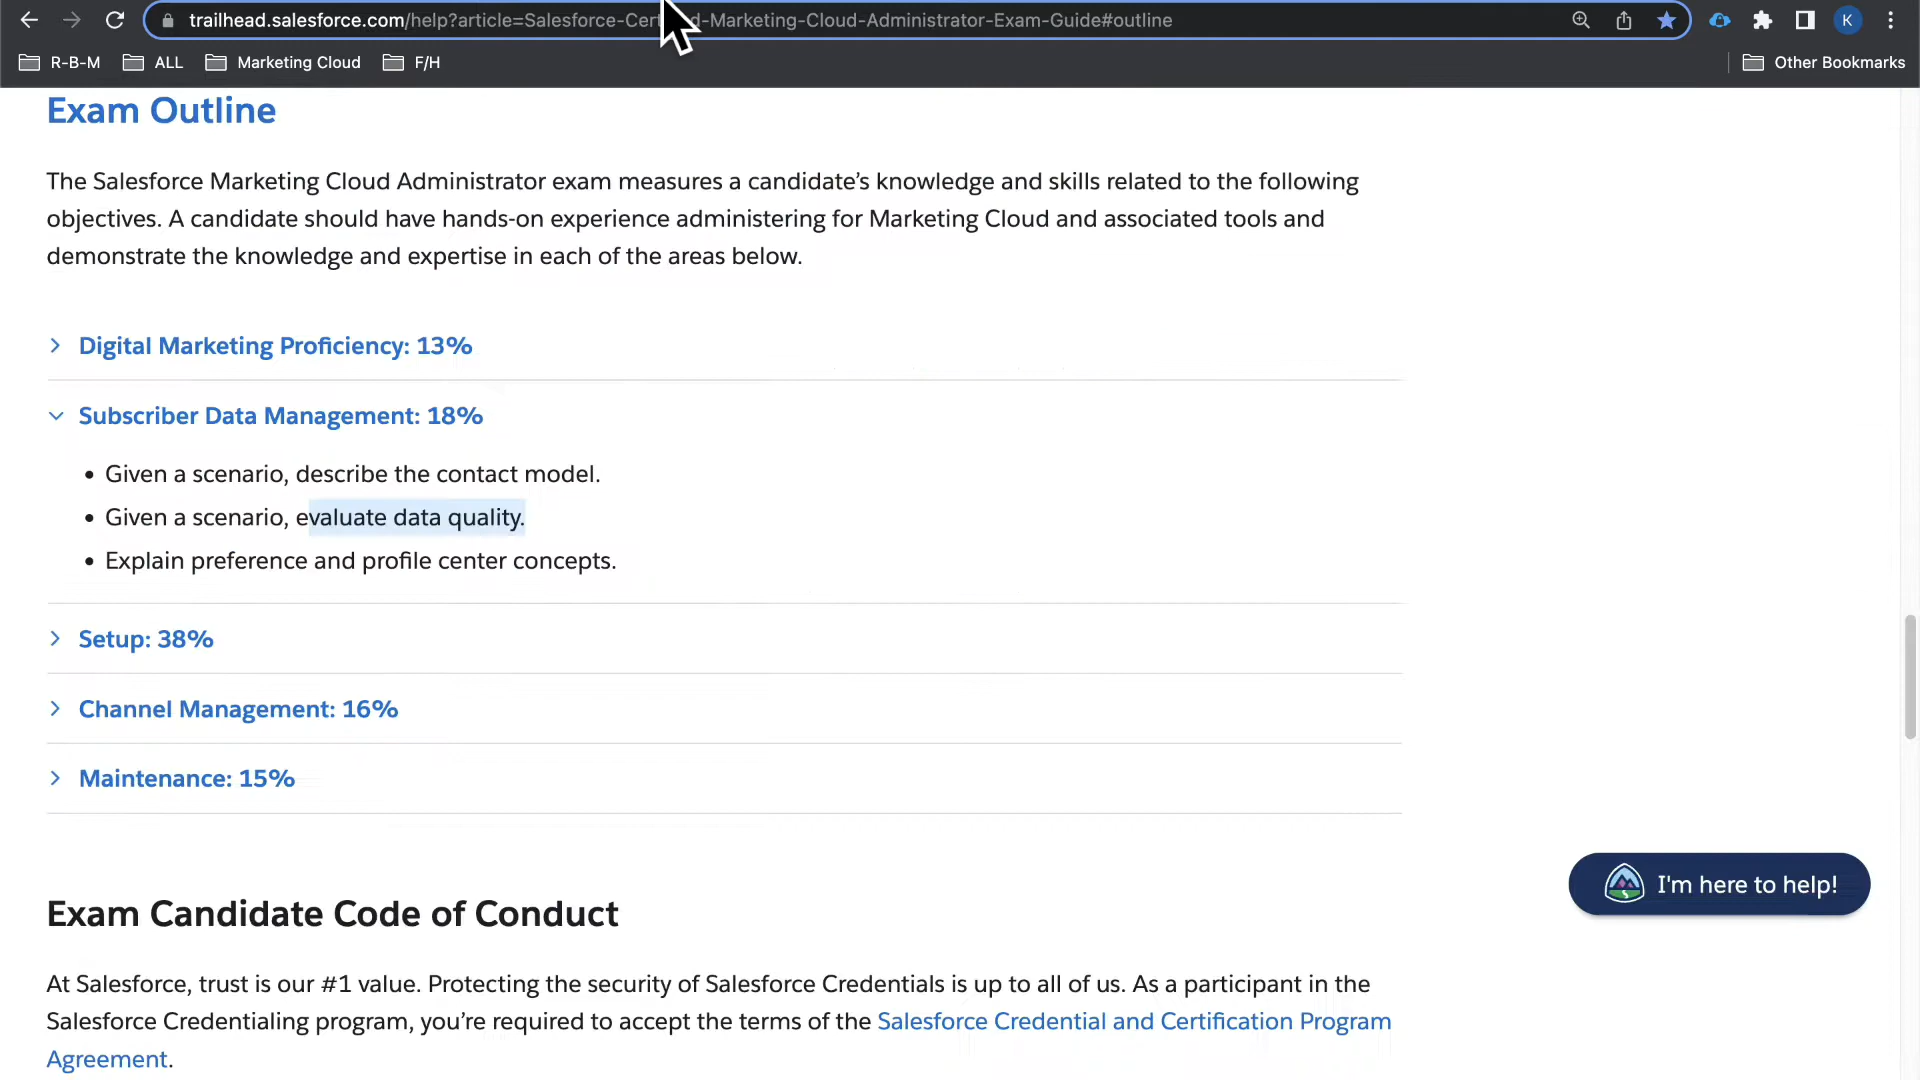 trailhead.salesforce.com/help?article=Salesforce-Cert d-Marketing-Cloud-Administrator-Exam-Guide#outline
K
R-B-M
ALL
Marketing Cloud
F/H
Other Bookmarks
Exam Outline
The Salesforce Marketing Cloud Administrator exam measures a candidate’s knowledge and skills related to the following
objectives. A candidate should have hands-on experience administering for Marketing Cloud and associated tools and
demonstrate the knowledge and expertise in each of the areas below.
Digital Marketing Proficiency: 13%
Subscriber Data Management: 18%
• Given a scenario, describe the contact model.
• Given a scenario, evaluate data quality.
• Explain preference and profile center concepts.
Setup: 38%
Channel Management: 16%
Maintenance: 15%
I'm here to help!
Exam Candidate Code of Conduct
At Salesforce, trust is our #1 value. Protecting the security of Salesforce Credentials is up to all of us. As a participant in the
Salesforce Credentialing program, you’re required to accept the terms of the Salesforce Credential and Certification Program
Agreement.